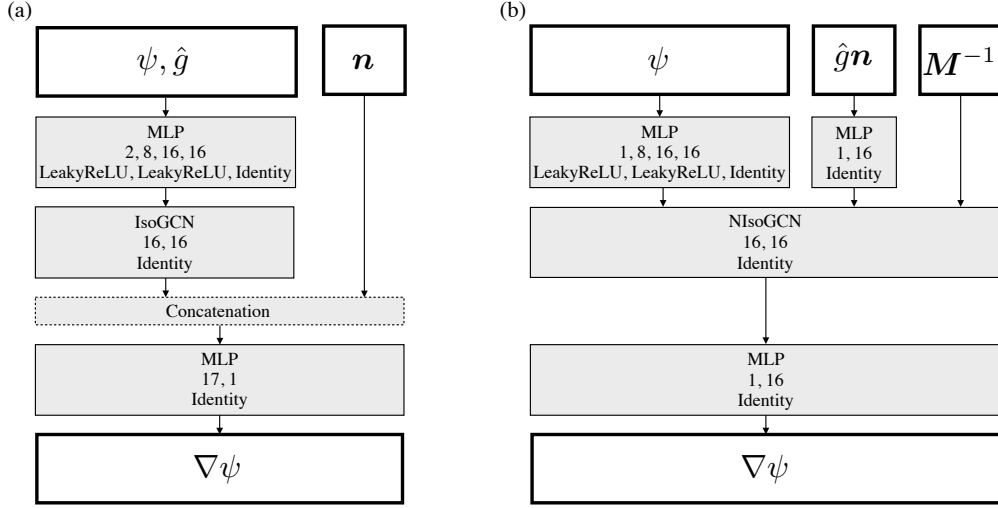 (a)
ψ, ĝ
n
MLP
2, 8, 16, 16
LeakyReLU, LeakyReLU, Identity
IsoGCN
16, 16
Identity
Concatenation
MLP
17, 1
Identity
∇ψ
(b)
ψ
ĝn
M⁻¹
MLP
1, 8, 16, 16
LeakyReLU, LeakyReLU, Identity
MLP
1, 16
Identity
NIsoGCN
16, 16
Identity
MLP
1, 16
Identity
∇ψ